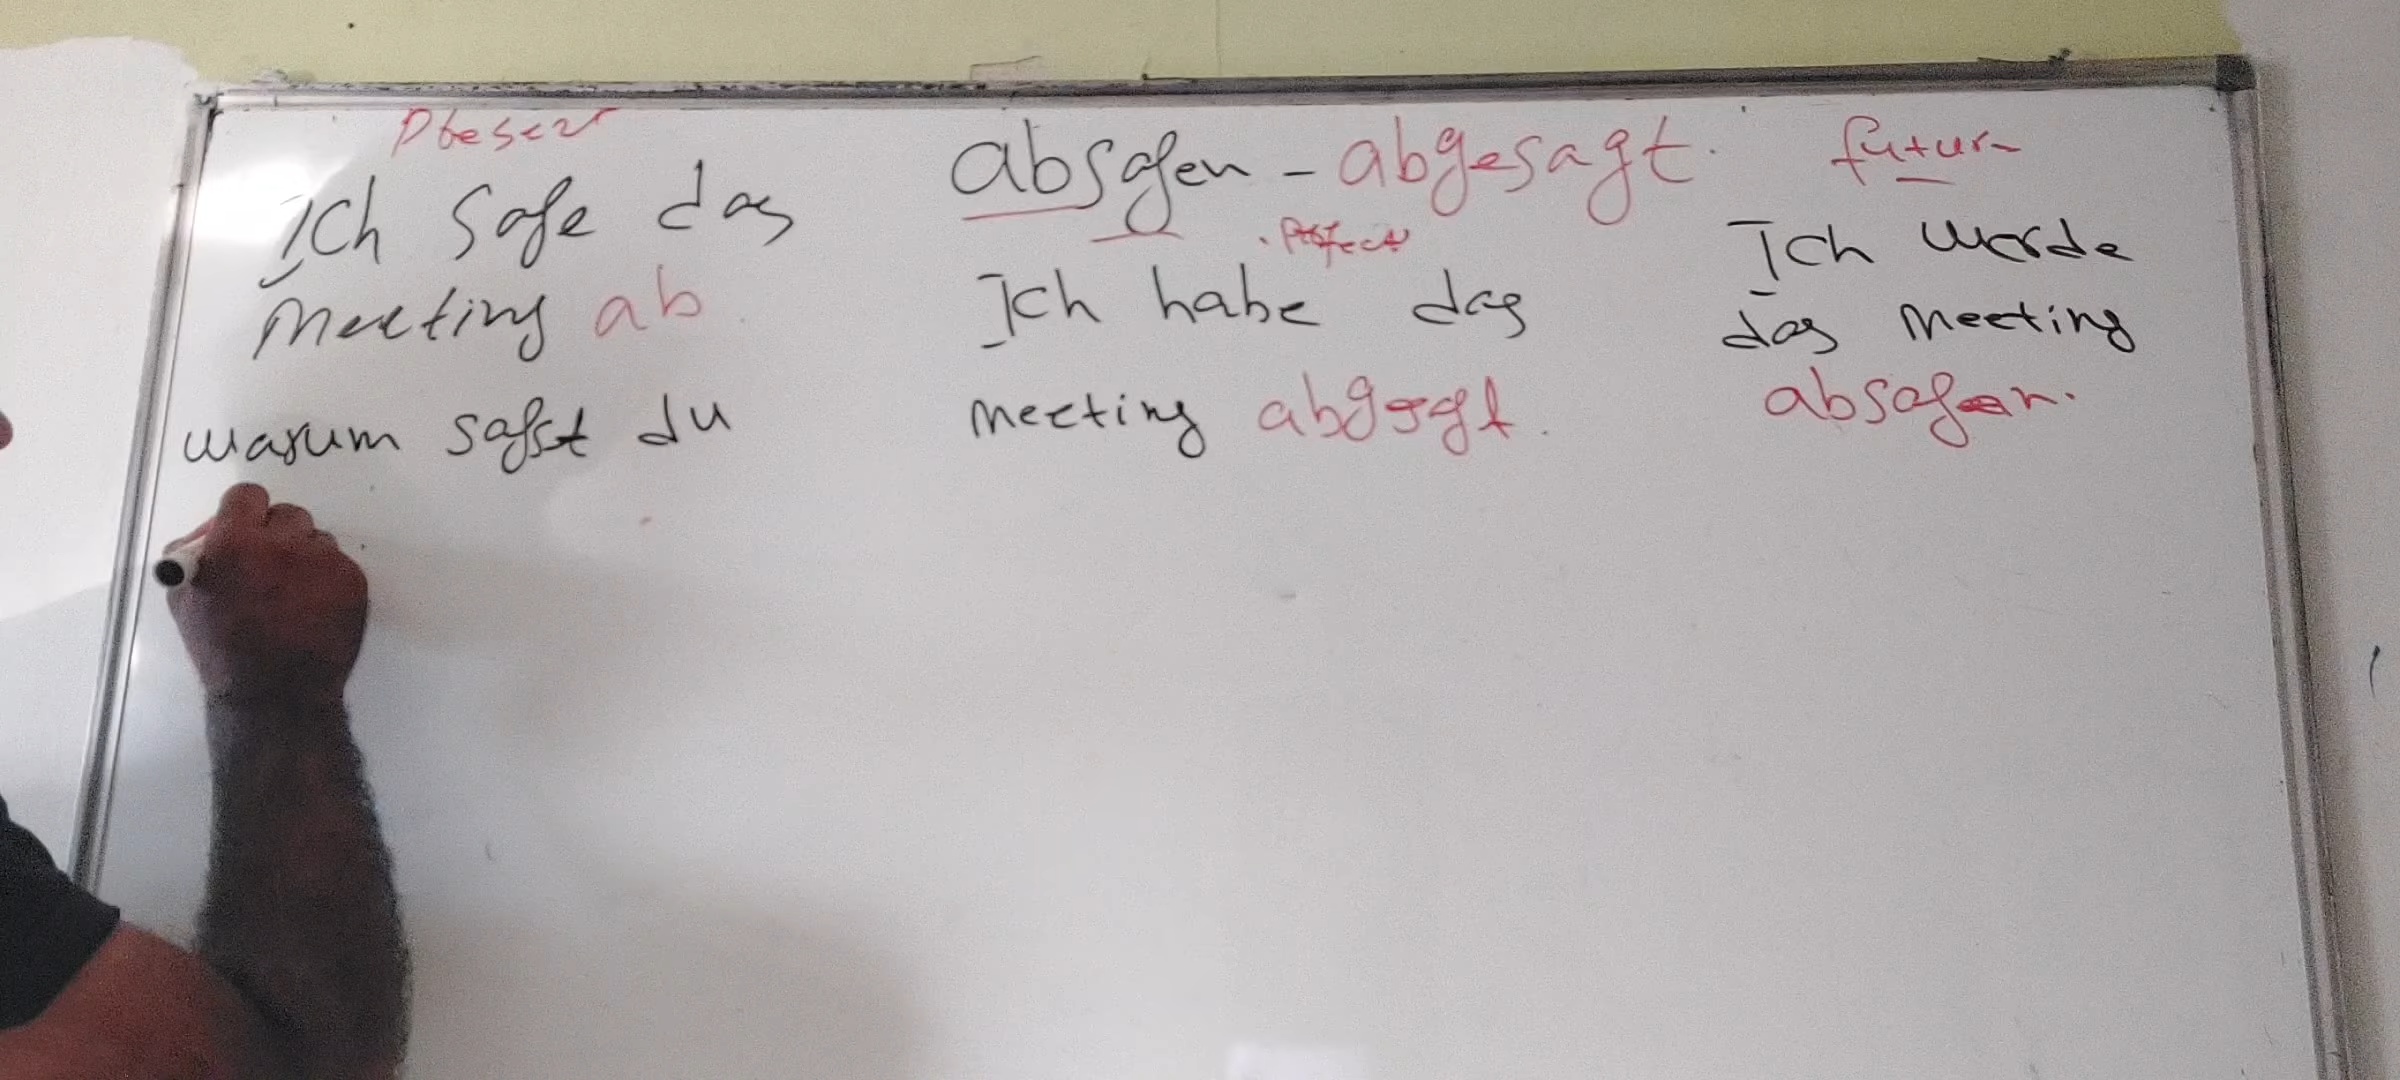 Present
Ich sage das
Meeting ab
warum sagst du
absagen - abgesagt.
Perfect
Ich habe das
Meeting abgesagt.
futur
Ich werde
das Meeting
absagen.